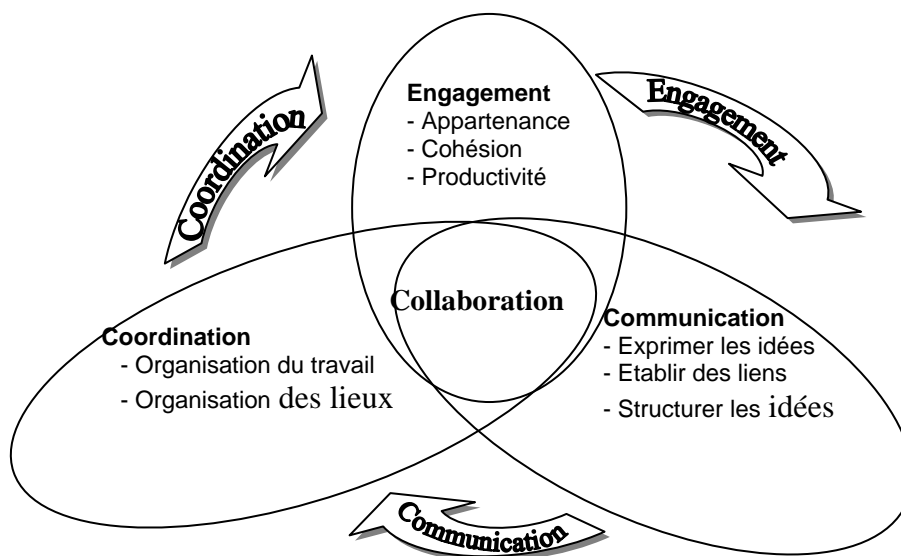 Engagement
- Appartenance
- Cohésion
- Productivité
Coordination
Engagement
Collaboration
Coordination
- Organisation du travail
- Organisation des lieux
Communication
- Exprimer les idées
- Etablir des liens
- Structurer les idées
Communication